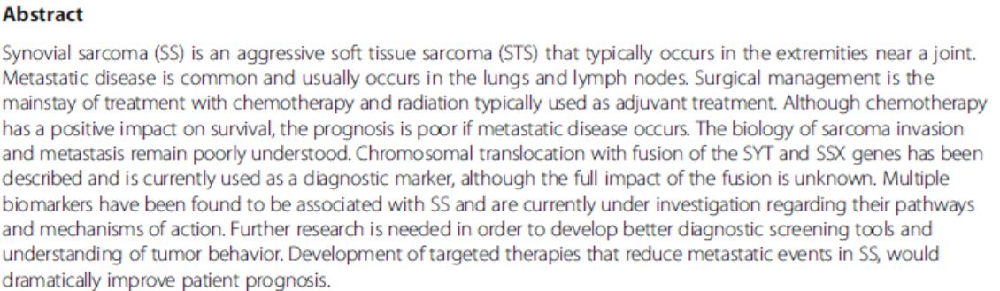 Abstract
Synovial sarcoma (SS) is an aggressive soft tissue sarcoma (STS) that typically occurs in the extremities near a joint.
Metastatic disease is common and usually occurs in the lungs and lymph nodes. Surgical management is the
mainstay of treatment with chemotherapy and radiation typically used as adjuvant treatment. Although chemotherapy
has a positive impact on survival, the prognosis is poor if metastatic disease occurs. The biology of sarcoma invasion
and metastasis remain poorly understood. Chromosomal translocation with fusion of the SYT and SSX genes has been
described and is currently used as a diagnostic marker, although the full impact of the fusion is unknown. Multiple
biomarkers have been found to be associated with SS and are currently under investigation regarding their pathways
and mechanisms of action. Further research is needed in order to develop better diagnostic screening tools and
understanding of tumor behavior. Development of targeted therapies that reduce metastatic events in SS, would
dramatically improve patient prognosis.